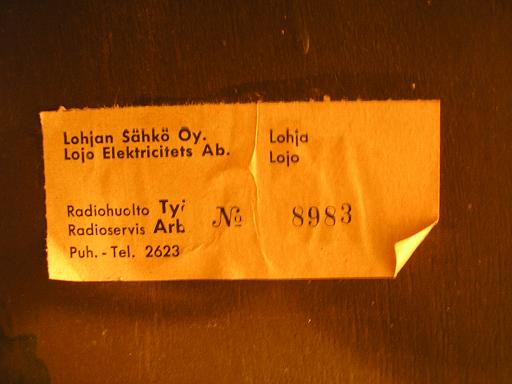 Lohjan Sähkö Oy.
Lojo Elektricitets Ab.
Lohja
Lojo
Radiohuolto
Radioservis
Puh. - Tel. 2623
№ 8983